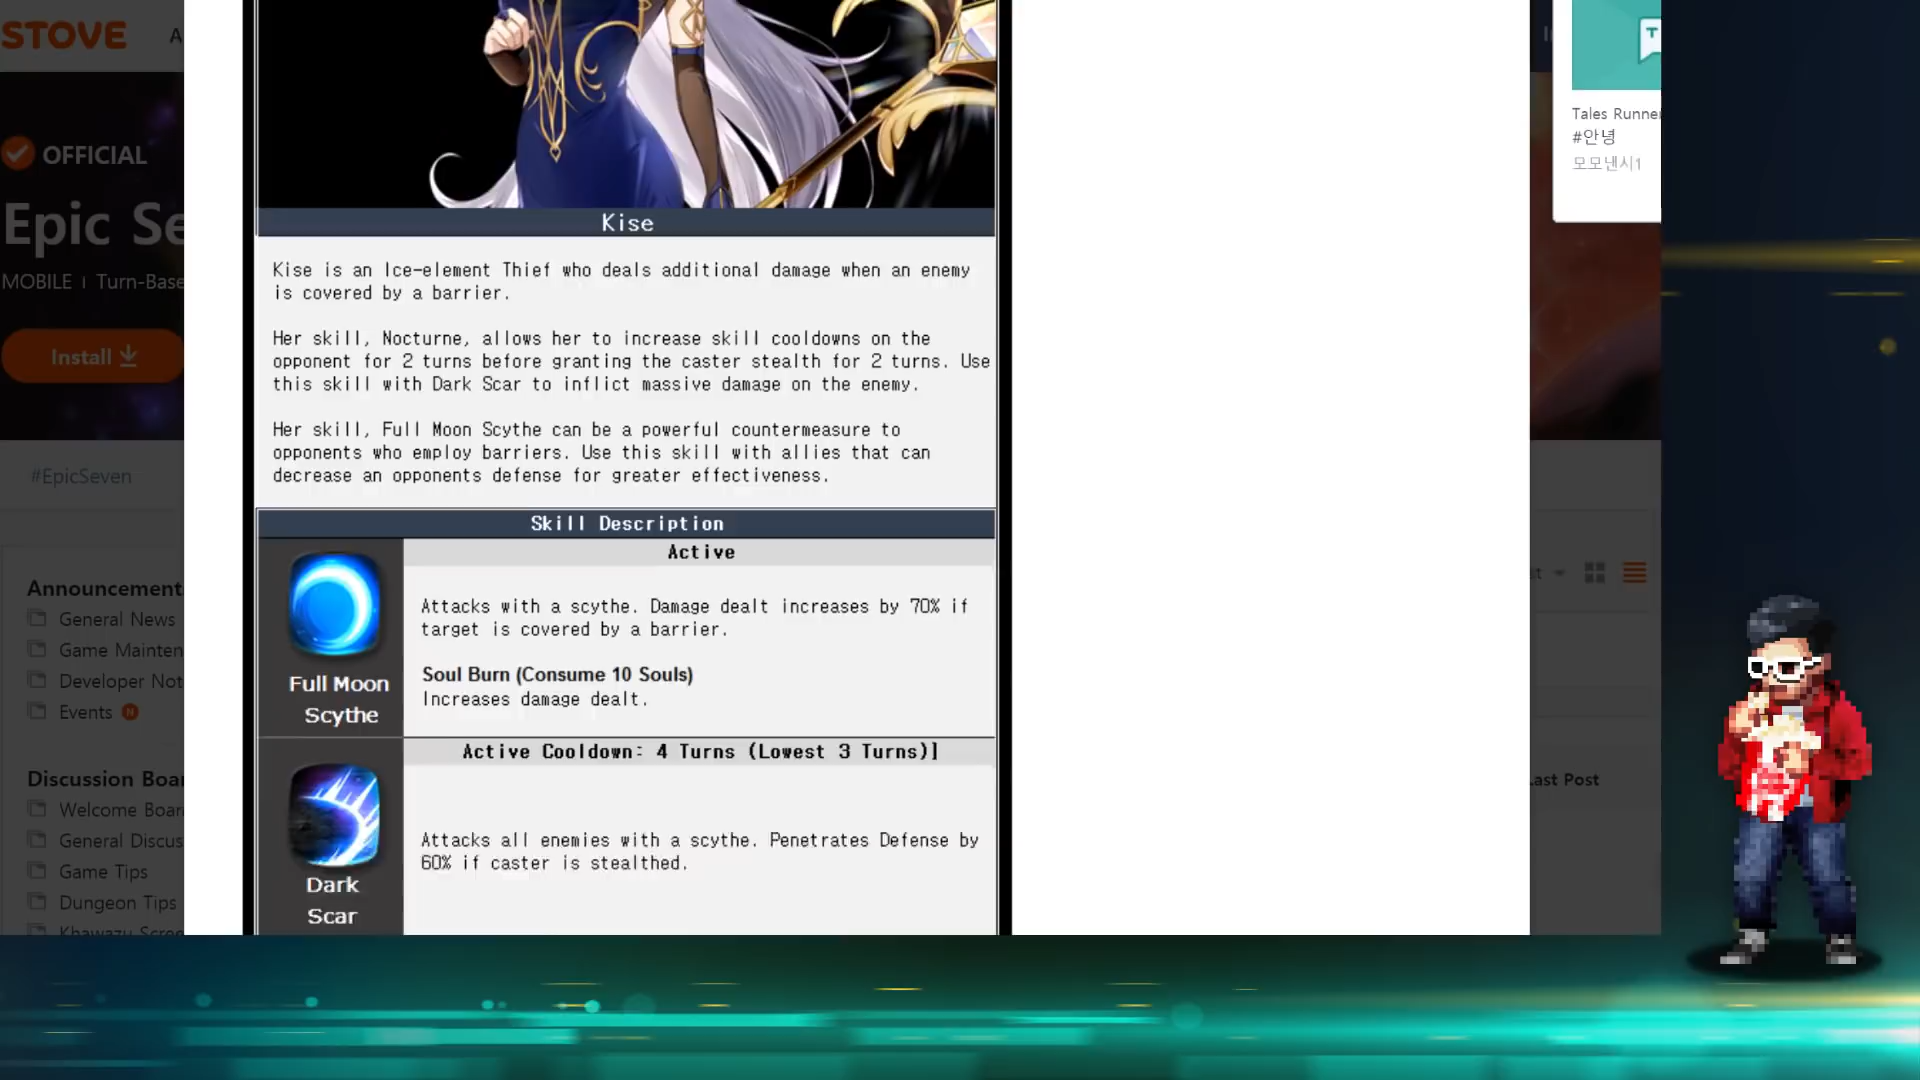 STOVE
A
OFFICIAL
Epic Se
MOBILE I Turn-Base
Install
#EpicSeven
Announcement
General News
Game Mainten
Developer Not
Events N
Discussion Boar
Welcome Boar
General Discus
Game Tips
Dungeon Tips
Khawazu Scree
Kise
Kise is an Ice-element Thief who deals additional damage when an enemy
is covered by a barrier.
Her skill, Nocturne, allows her to increase skill cooldowns on the
opponent for 2 turns before granting the caster stealth for 2 turns. Use
this skill with Dark Scar to inflict massive damage on the enemy.
Her skill, Full Moon Scythe can be a powerful countermeasure to
opponents who employ barriers. Use this skill with allies that can
decrease an opponents defense for greater effectiveness.
Skill Description
Active
Full Moon
Scythe
Attacks with a scythe. Damage dealt increases by 70% if
target is covered by a barrier.
Soul Burn (Consume 10 Souls)
Increases damage dealt.
Active Cooldown: 4 Turns (Lowest 3 Turns)]
Dark
Scar
Attacks all enemies with a scythe. Penetrates Defense by
60% if caster is stealthed.
T
Tales Runner
#안녕
모모낸시1
Last Post